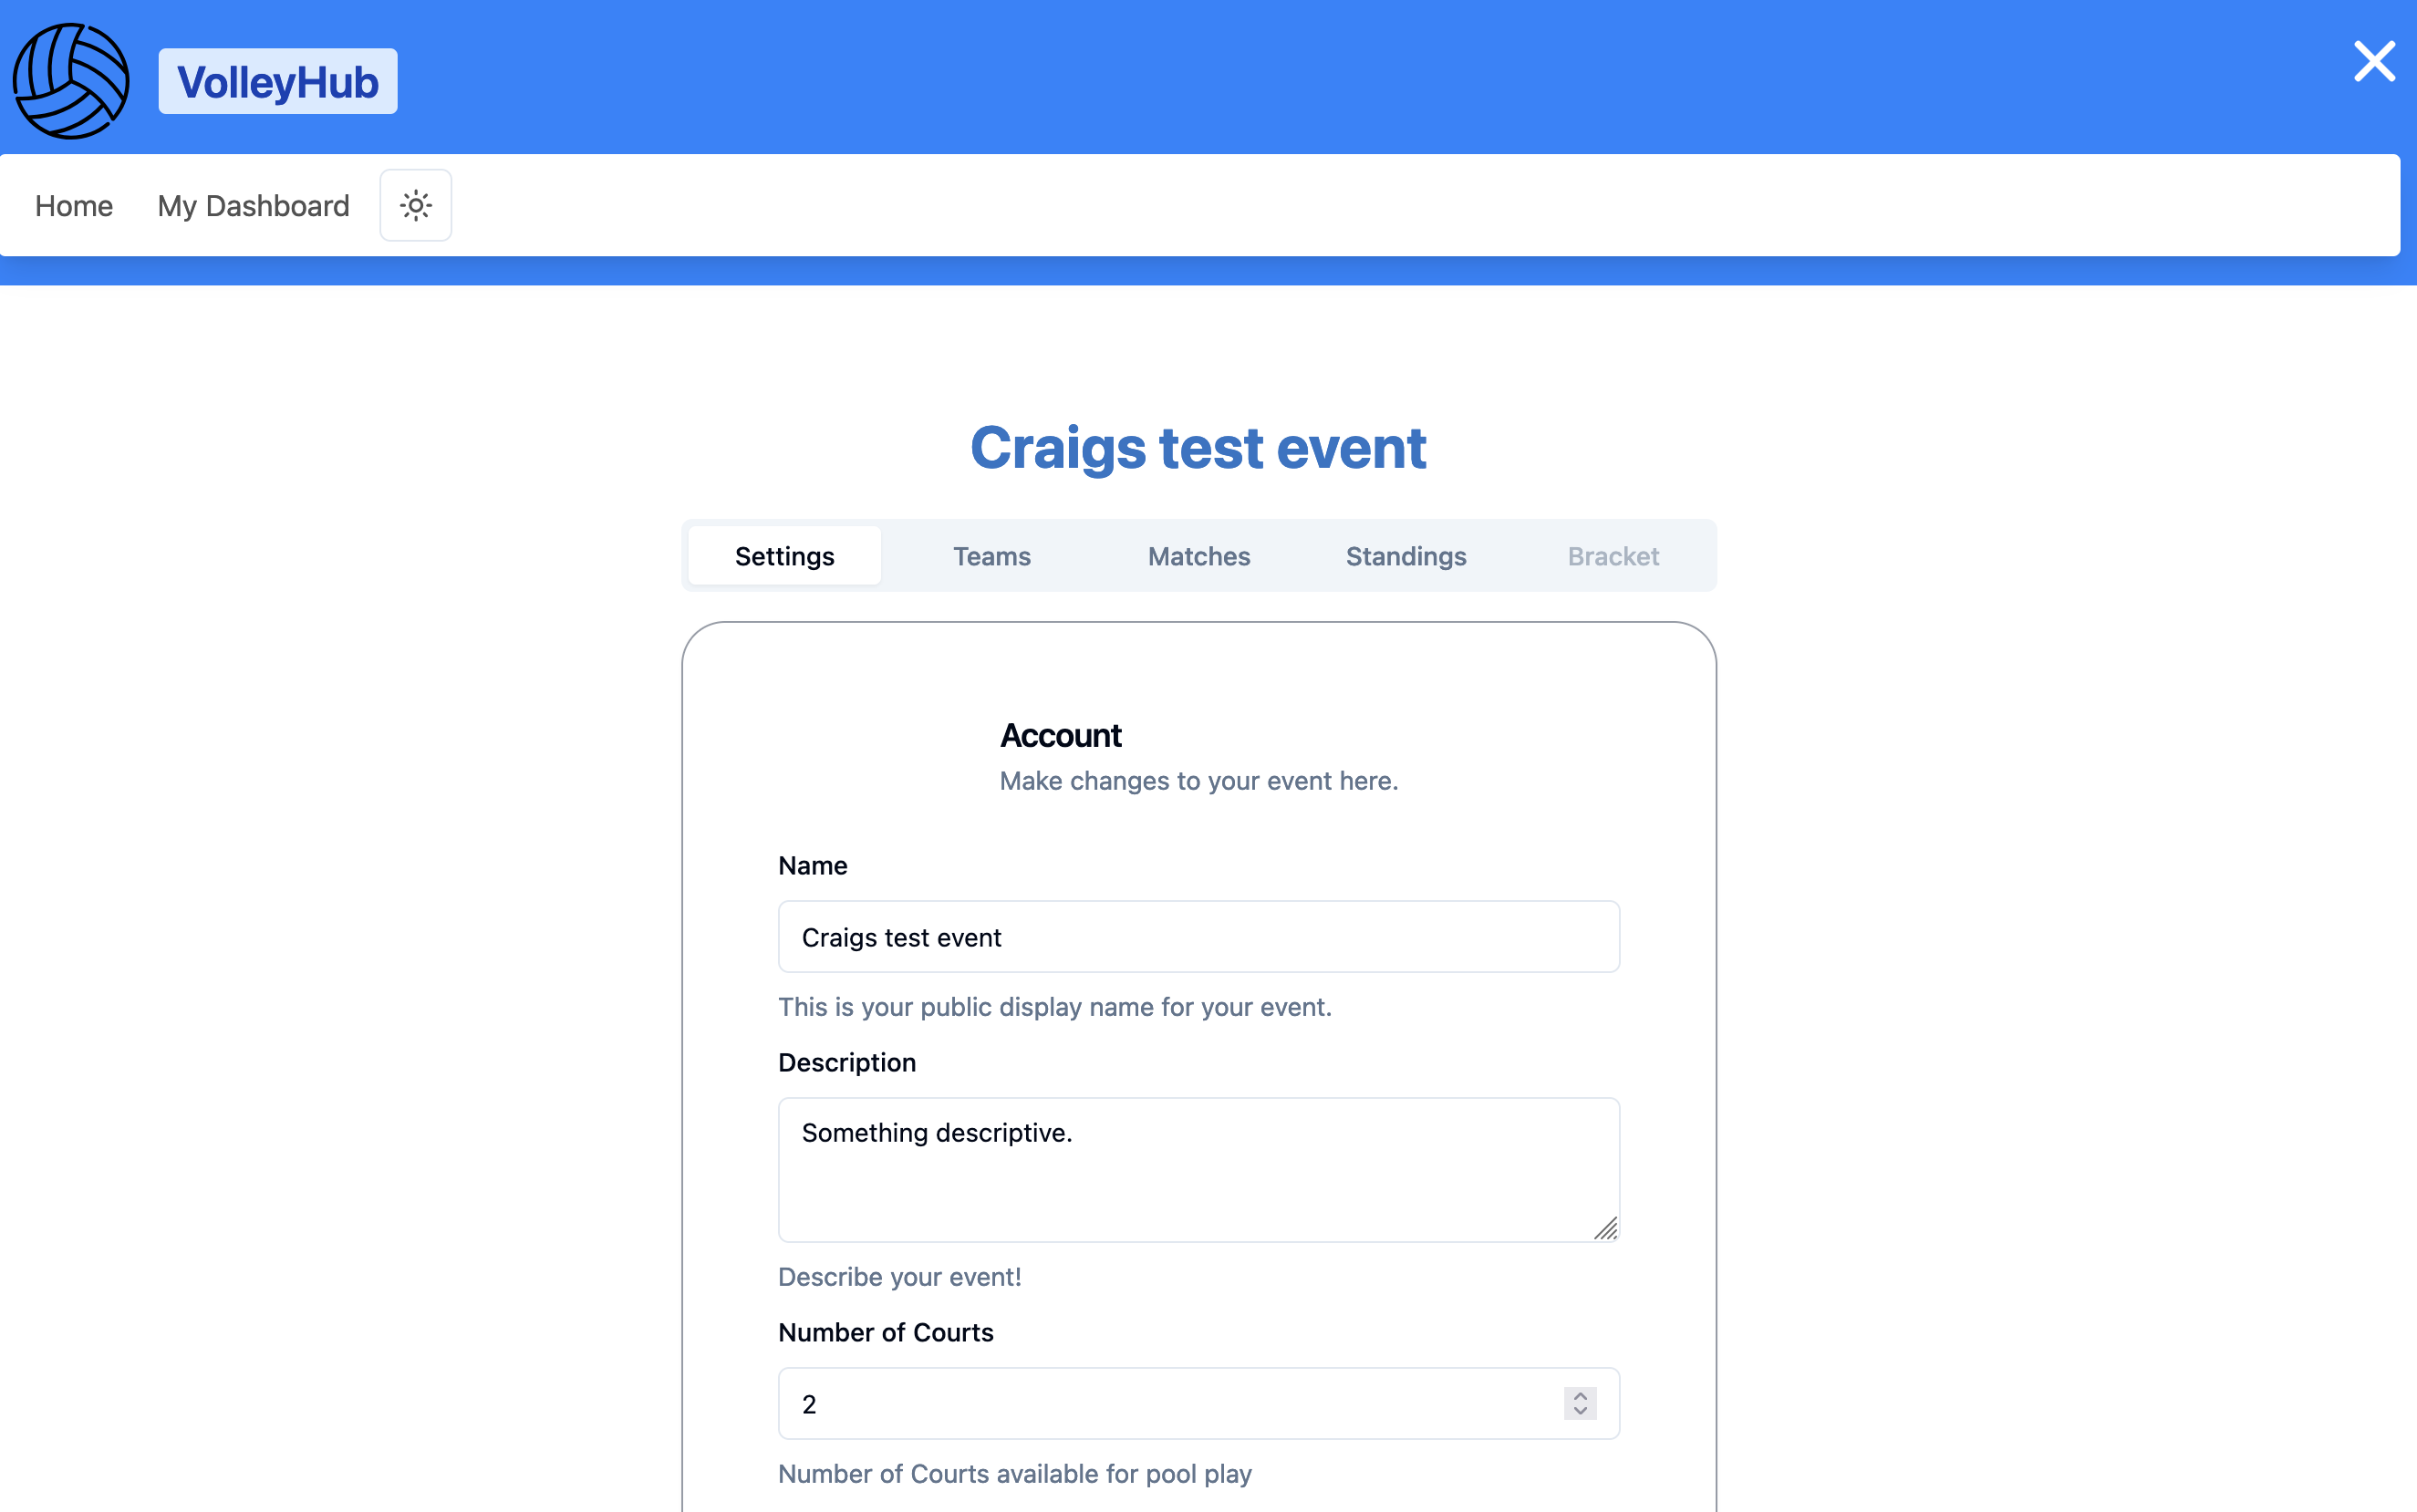 VolleyHub
Home My Dashboard
Craigs test event
Settings Teams Matches Standings Bracket
Account
Make changes to your event here.
Name
Craigs test event
This is your public display name for your event.
Description
Something descriptive.
Describe your event!
Number of Courts
2
Number of Courts available for pool play